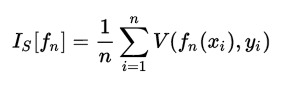 I_S[f_n] = \frac{1}{n} \sum_{i=1}^{n} V(f_n(x_i), y_i)